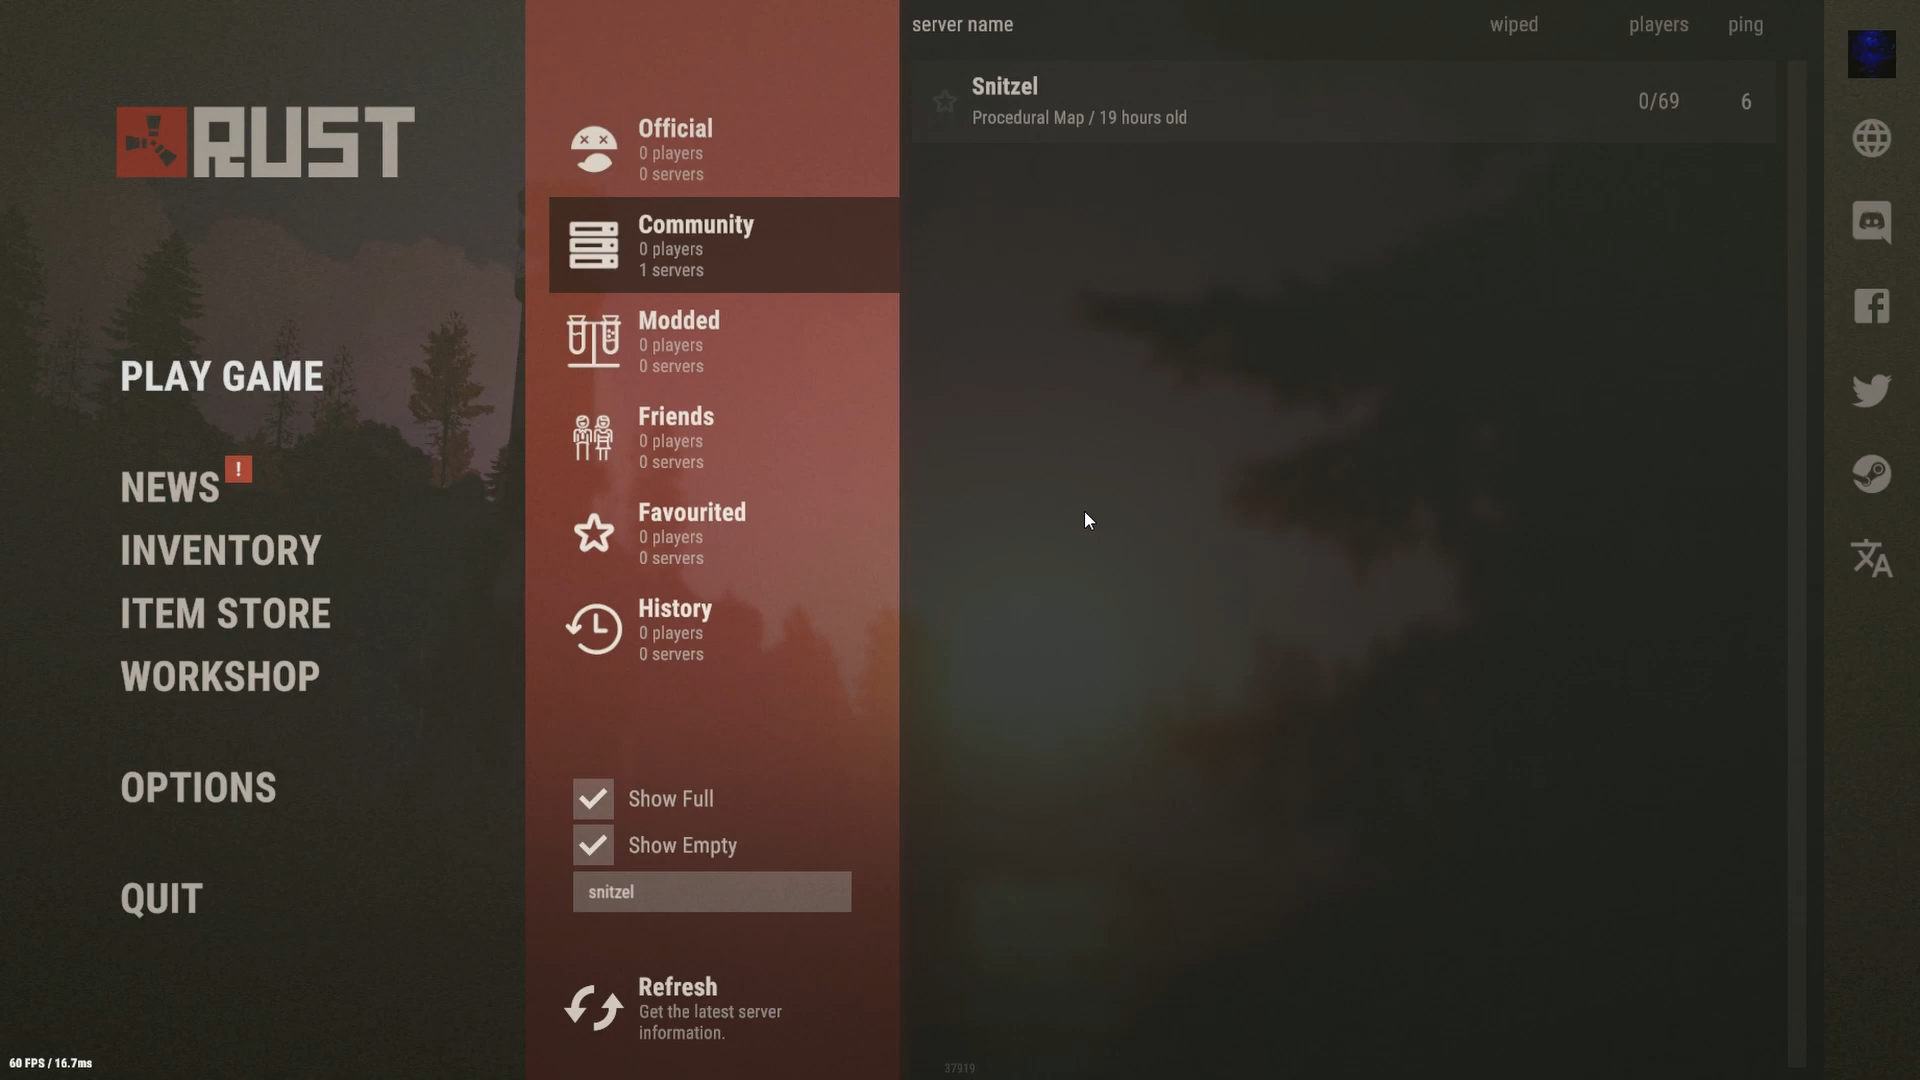 RUST
PLAY GAME
NEWS !
INVENTORY
ITEM STORE
WORKSHOP
OPTIONS
QUIT
60 FPS / 16.7ms
Official
0 players
0 servers
Community
0 players
1 servers
Modded
0 players
0 servers
Friends
0 players
0 servers
Favourited
0 players
0 servers
History
0 players
0 servers
Show Full
Show Empty
snitzel
Refresh
Get the latest server
information.
server name wiped players ping
Snitzel
Procedural Map / 19 hours old
0/69 6
37919